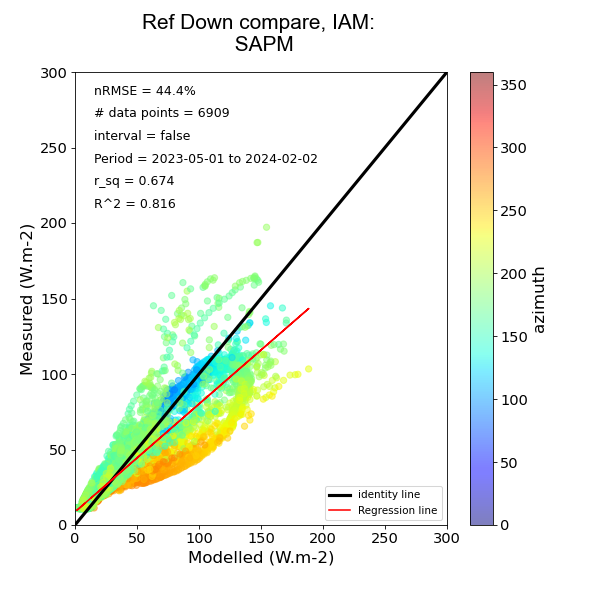 Ref Down compare, IAM:
SAPM
nRMSE = 44.4%
# data points = 6909
interval = false
Period = 2023-05-01 to 2024-02-02
r_sq = 0.674
R^2 = 0.816
300
250
200
150
100
50
0
Measured (W.m-2)
0 50 100 150 200 250 300
Modelled (W.m-2)
identity line
Regression line
350
300
250
200
150
100
50
0
azimuth